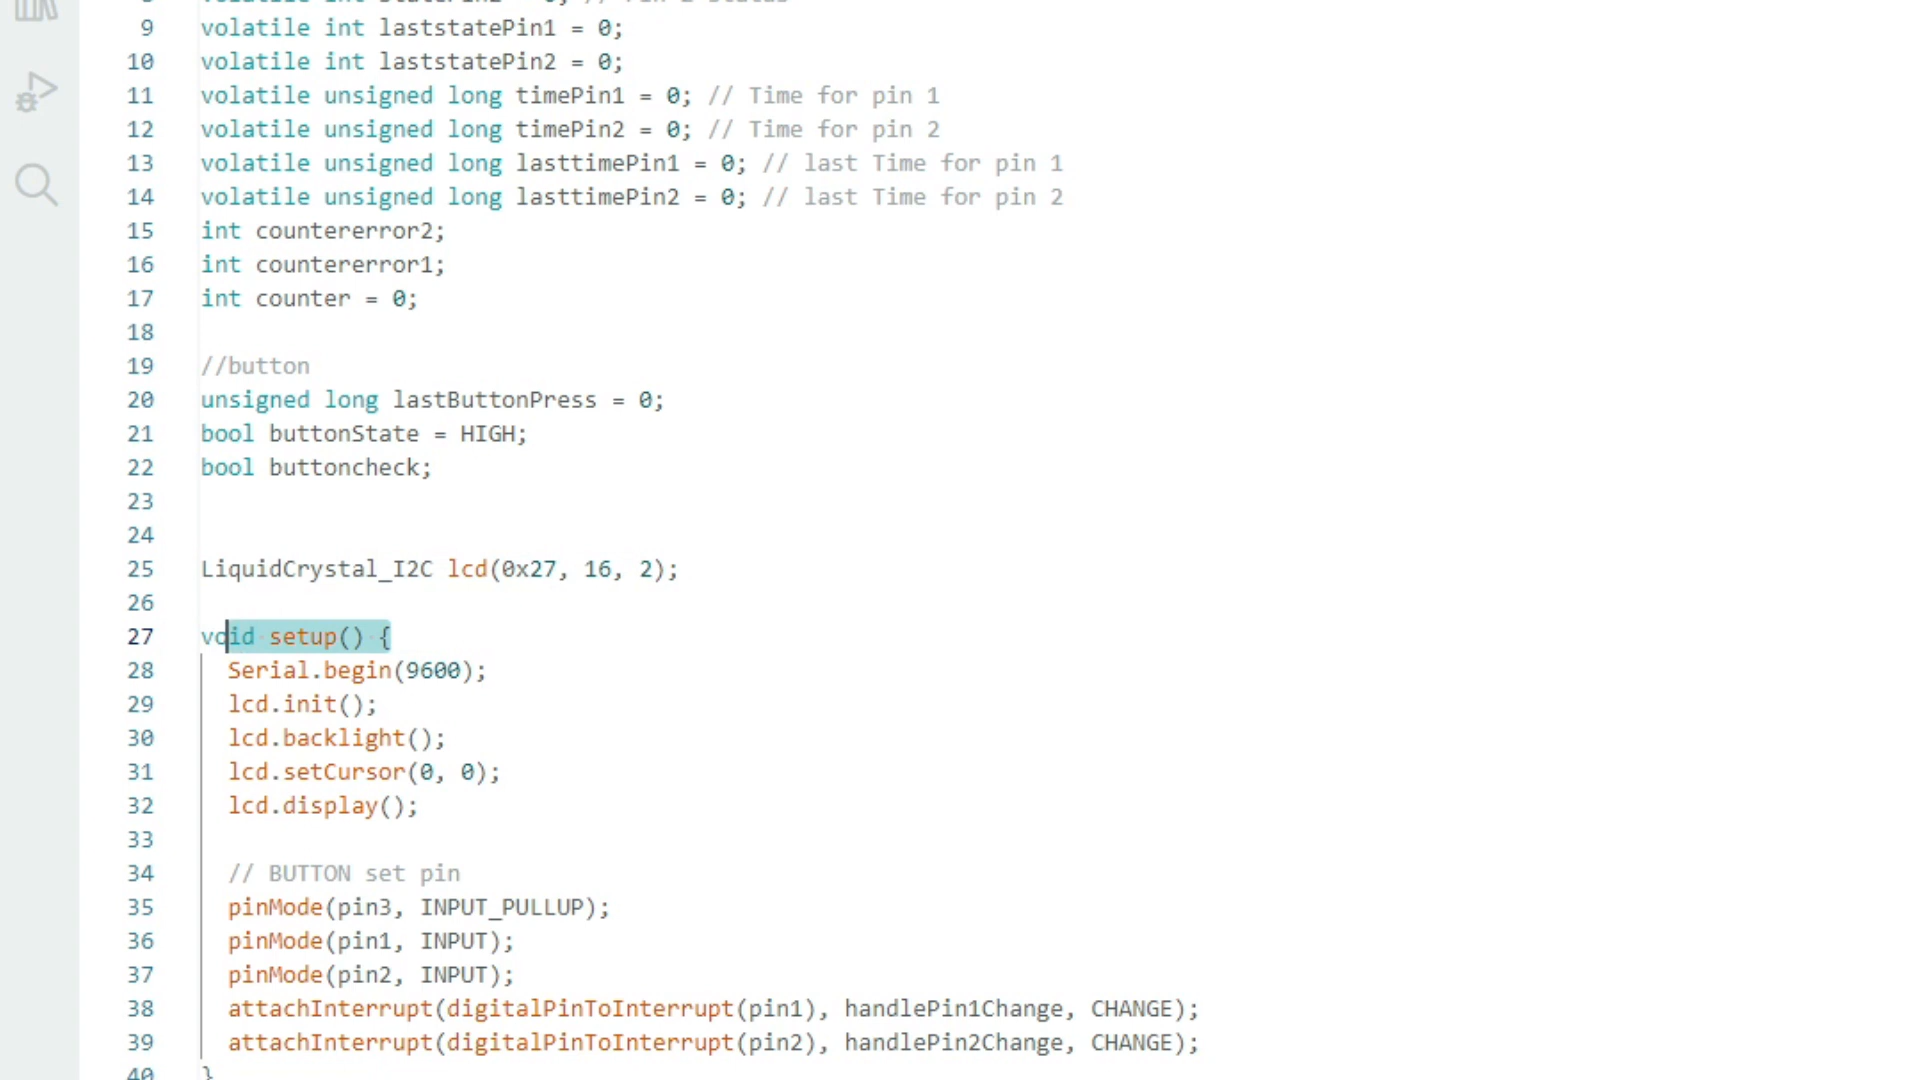 9 volatile int laststatePin1 = 0;
10 volatile int laststatePin2 = 0;
11 volatile unsigned long timePin1 = 0; // Time for pin 1
12 volatile unsigned long timePin2 = 0; // Time for pin 2
13 volatile unsigned long lasttimePin1 = 0; // last Time for pin 1
14 volatile unsigned long lasttimePin2 = 0; // last Time for pin 2
15 int countererror2;
16 int countererror1;
17 int counter = 0;
18
19 //button
20 unsigned long lastButtonPress = 0;
21 bool buttonState = HIGH;
22 bool buttoncheck;
23
24
25 LiquidCrystal_I2C lcd(0x27, 16, 2);
26
27 void setup() {
28 Serial.begin(9600);
29 lcd.init();
30 lcd.backlight();
31 lcd.setCursor(0, 0);
32 lcd.display();
33
34 // BUTTON set pin
35 pinMode(pin3, INPUT_PULLUP);
36 pinMode(pin1, INPUT);
37 pinMode(pin2, INPUT);
38 attachInterrupt(digitalPinToInterrupt(pin1), handlePin1Change, CHANGE);
39 attachInterrupt(digitalPinToInterrupt(pin2), handlePin2Change, CHANGE);
40 }